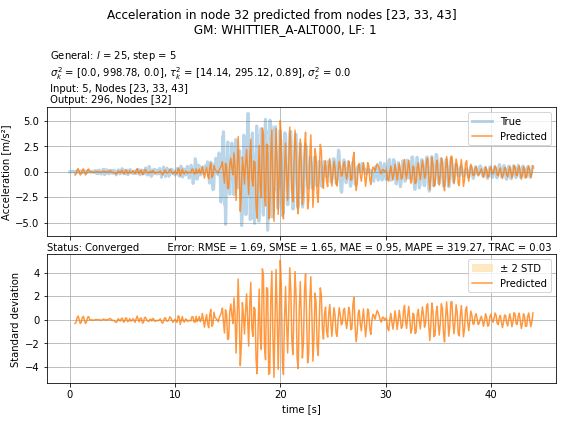 Acceleration in node 32 predicted from nodes [23, 33, 43]
GM: WHITTIER_A-ALT000, LF: 1
General: l = 25, step = 5
σ²ₖ = [0.0, 998.78, 0.0], τ²ₖ = [14.14, 295.12, 0.89], σ²ε = 0.0
Input: 5, Nodes [23, 33, 43]
Output: 296, Nodes [32]
Acceleration [m/s²]
5.0
2.5
0.0
−2.5
−5.0
True
Predicted
Status: Converged
Error: RMSE = 1.69, SMSE = 1.65, MAE = 0.95, MAPE = 319.27, TRAC = 0.03
Standard deviation
4
2
0
−2
−4
± 2 STD
Predicted
0
10
20
30
40
time [s]